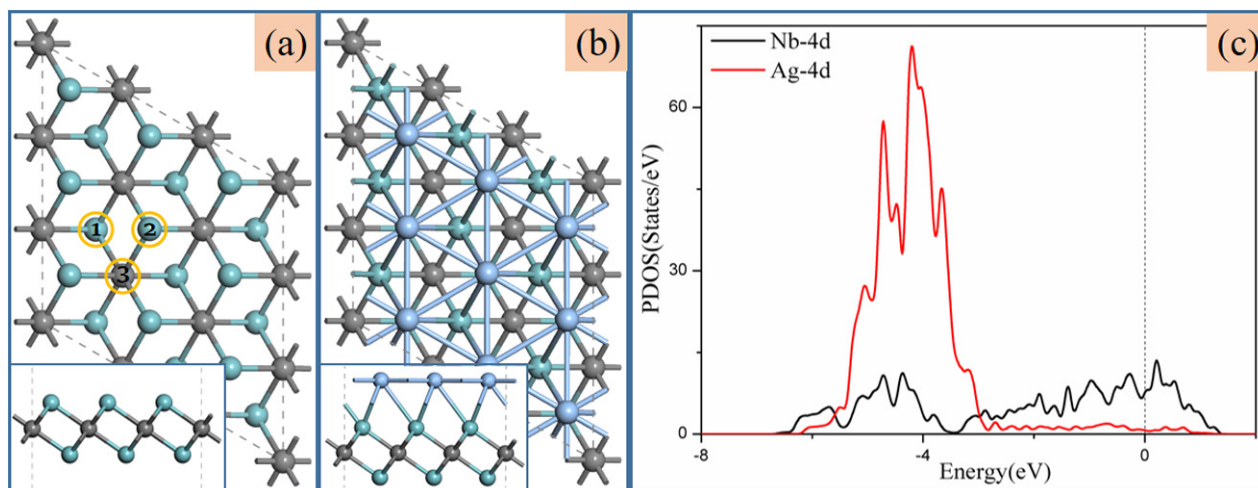 (a)
1
2
3
(b)
(c)
Nb-4d
Ag-4d
PDOS(States/eV)
60
30
0
-8
-4
0
Energy(eV)